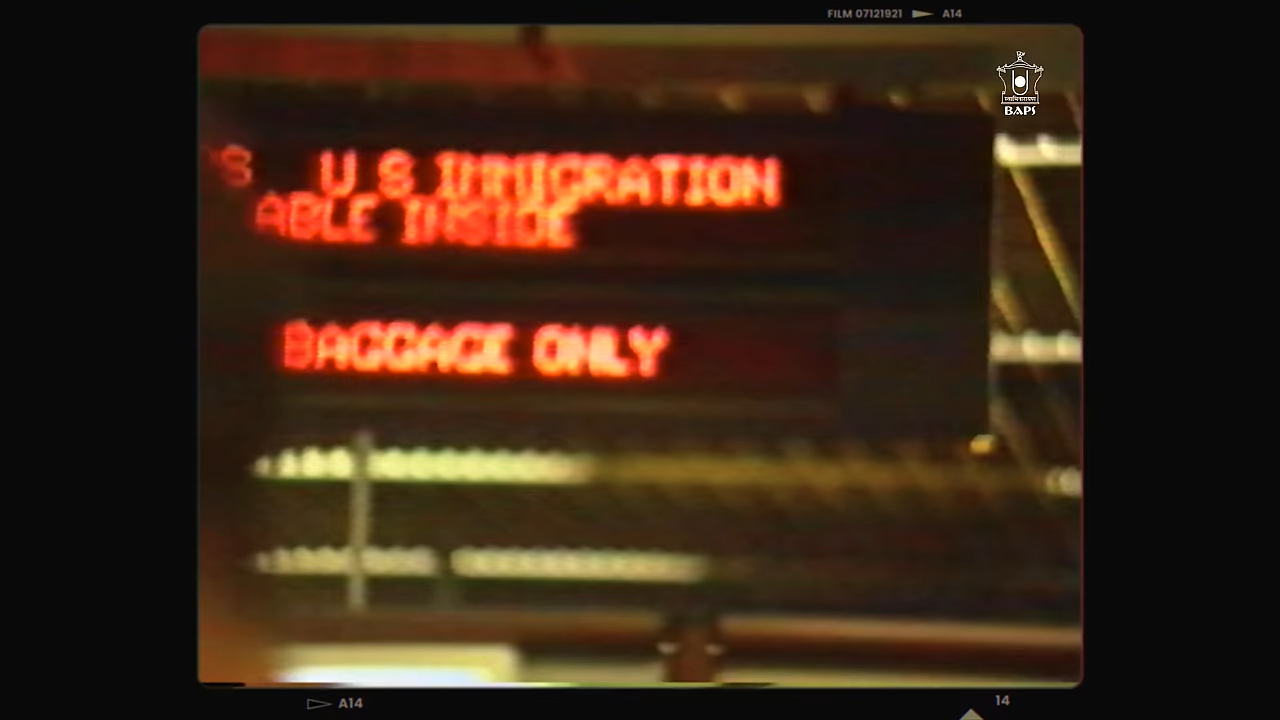 FILM 07121921 A14
BAPS
'S U S IMMIGRATION
ABLE INSIDE
BAGGAGE ONLY
A14
14